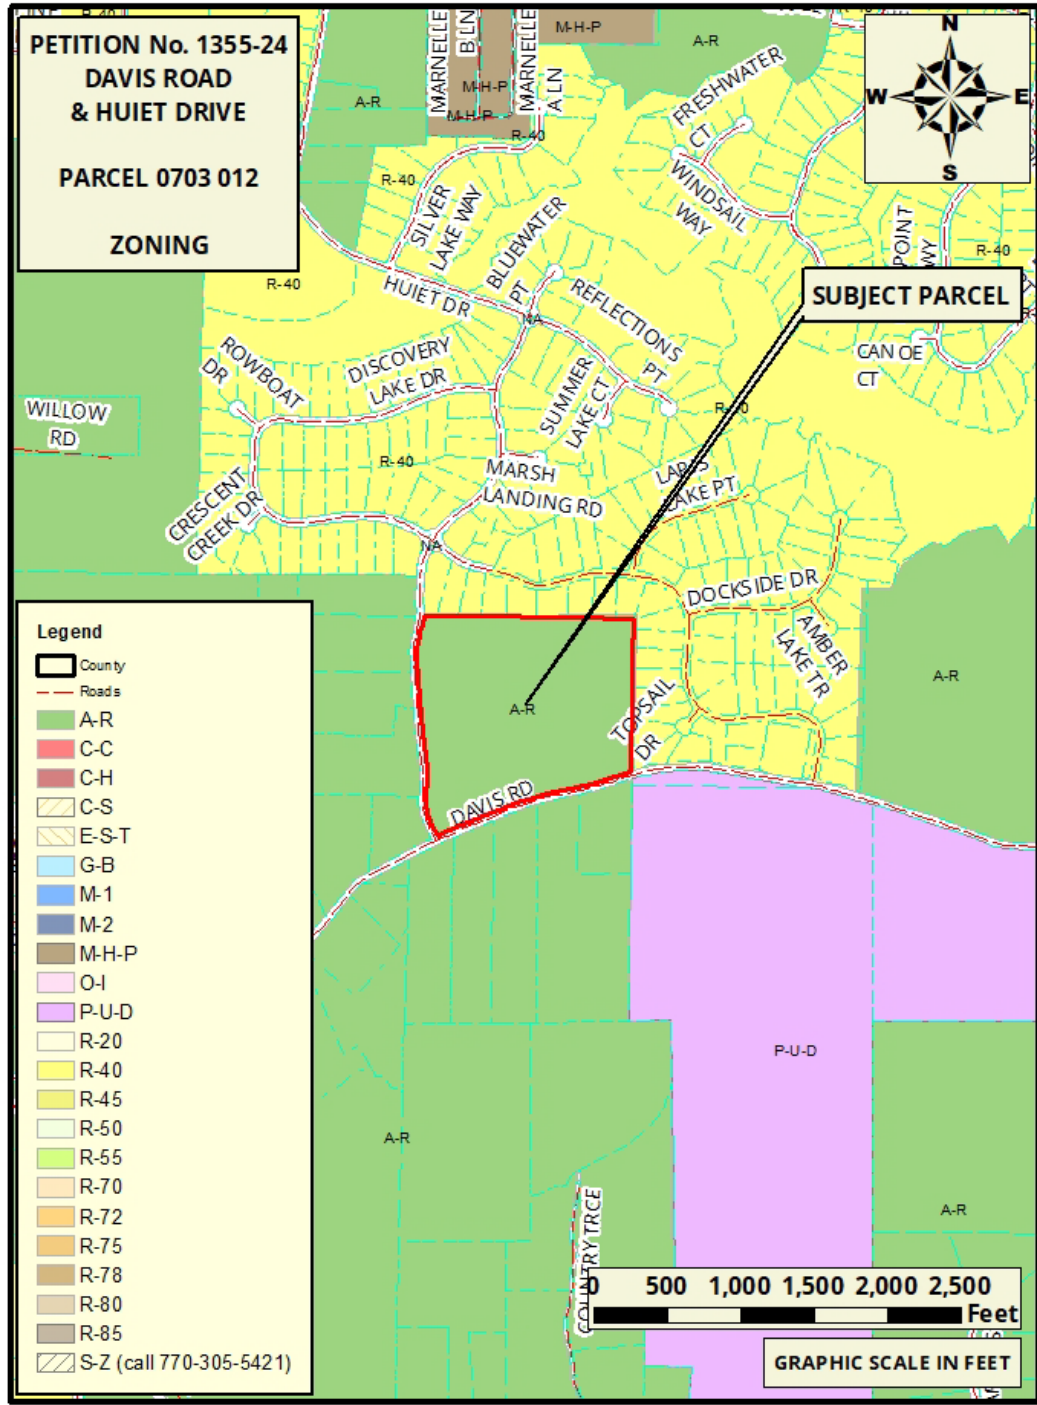 PETITION No. 1355-24
DAVIS ROAD
& HUIET DRIVE
PARCEL 0703 012
ZONING
N
W
E
S
SUBJECT PARCEL
MARNELLE
B LN
MARNELLE
A LN
M-H-P
M-H-P
M-H-P
A-R
A-R
R-40
R-40
R-40
R-40
FRESHWATER
CT
WINDSAIL
WAY
SILVER
LAKE WAY
BLUEWATER
PT
HUIET DR
NA
REFLECTIONS
PT
POINT
WY
CANOE
CT
ROWBOAT
DR
DISCOVERY
LAKE DR
SUMMER
LAKE CT
WILLOW
RD
R-40
MARSH
LANDING RD
LAKE PT
CRESCENT
CREEK DR
NA
DOCKSIDE DR
AMBER
LAKE TR
A-R
A-R
TOPSAIL
DR
DAVIS RD
P-U-D
A-R
A-R
COUNTRY TRCE
Legend
County
Roads
A-R
C-C
C-H
C-S
E-S-T
G-B
M-1
M-2
M-H-P
O-I
P-U-D
R-20
R-40
R-45
R-50
R-55
R-70
R-72
R-75
R-78
R-80
R-85
S-Z (call 770-305-5421)
0 500 1,000 1,500 2,000 2,500
Feet
GRAPHIC SCALE IN FEET